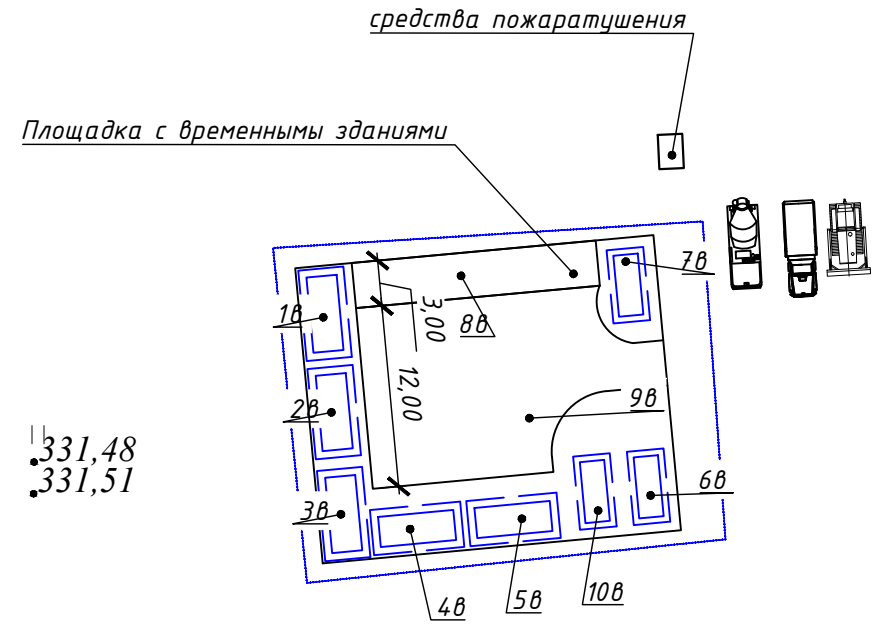 средства пожаратушения
Площадка с временнымы зданиями
7в
1в
3,00
8в
12,00
2в
9в
331,48
331,51
6в
3в
4в
5в
10в